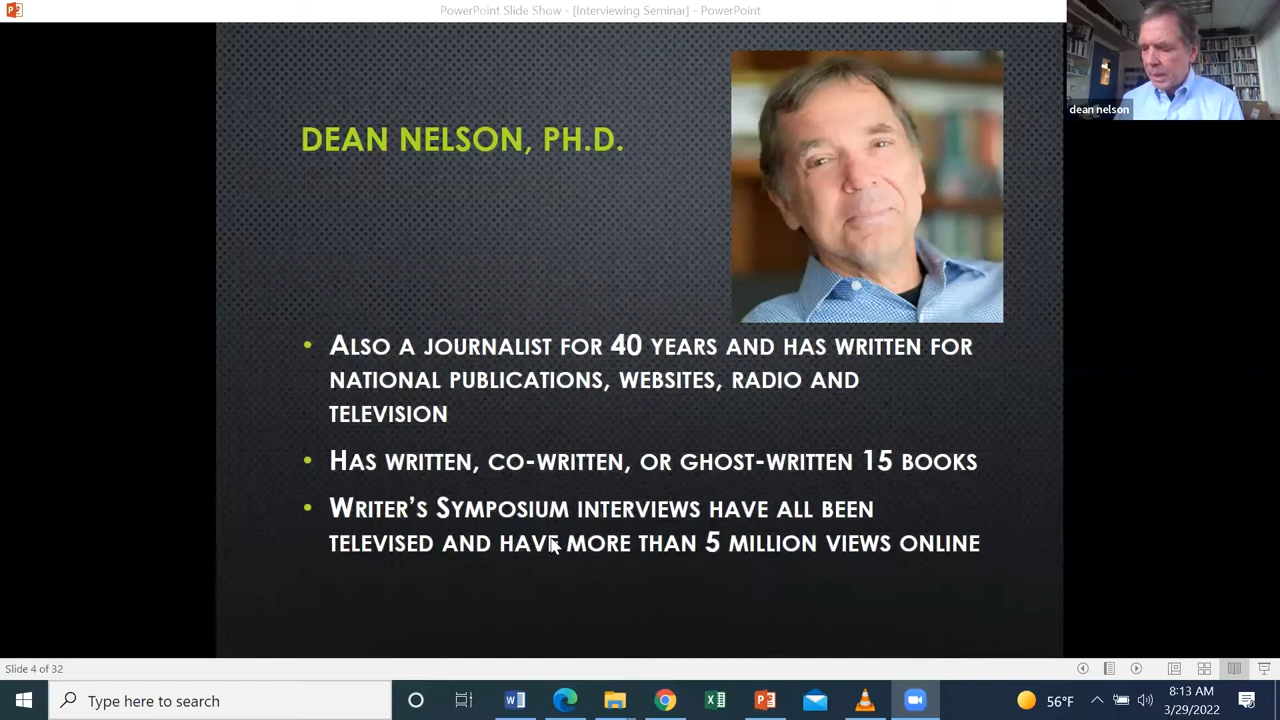 PowerPoint Slide Show - [Interviewing Seminar] - PowerPoint
dean nelson
DEAN NELSON, PH.D.
• ALSO A JOURNALIST FOR 40 YEARS AND HAS WRITTEN FOR
NATIONAL PUBLICATIONS, WEBSITES, RADIO AND
TELEVISION
• HAS WRITTEN, CO-WRITTEN, OR GHOST-WRITTEN 15 BOOKS
• WRITER’S SYMPOSIUM INTERVIEWS HAVE ALL BEEN
TELEVISED AND HAVE MORE THAN 5 MILLION VIEWS ONLINE
Slide 4 of 32
Type here to search
56°F
8:13 AM
3/29/2022